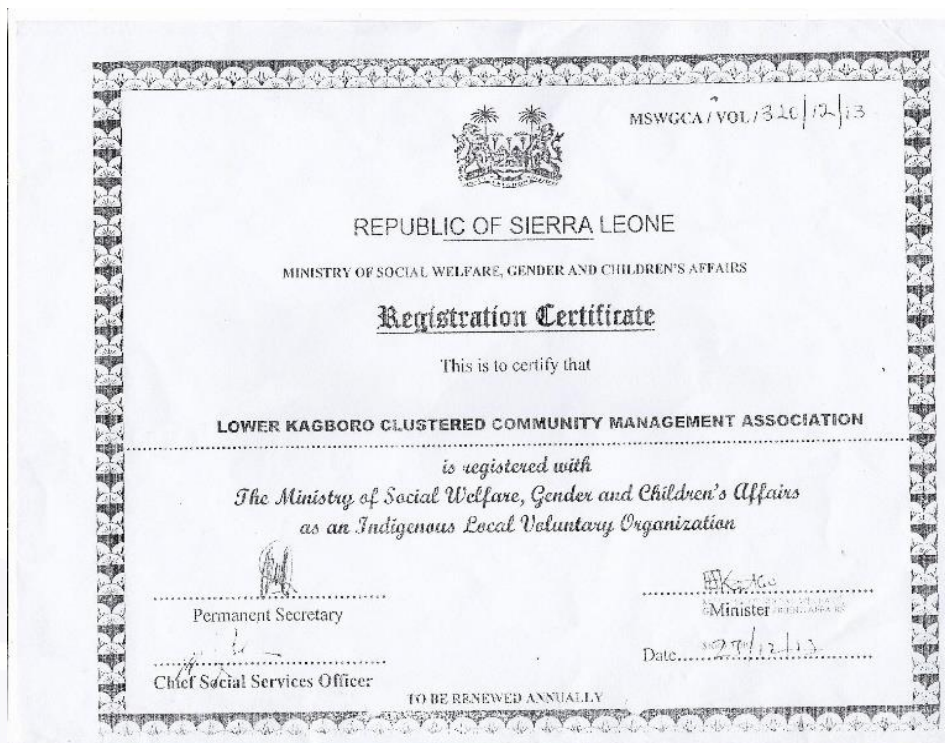 MSWGCA / VOL / 320/12/13
REPUBLIC OF SIERRA LEONE
MINISTRY OF SOCIAL WELFARE, GENDER AND CHILDREN'S AFFAIRS
Registration Certificate
This is to certify that
LOWER KAGBORO CLUSTERED COMMUNITY MANAGEMENT ASSOCIATION
is registered with
The Ministry of Social Welfare, Gender and Children's Affairs
as an Indigenous Local Voluntary Organization
Permanent Secretary
Minister
Chief Social Services Officer
Date 27/12/13
TO BE RENEWED ANNUALLY